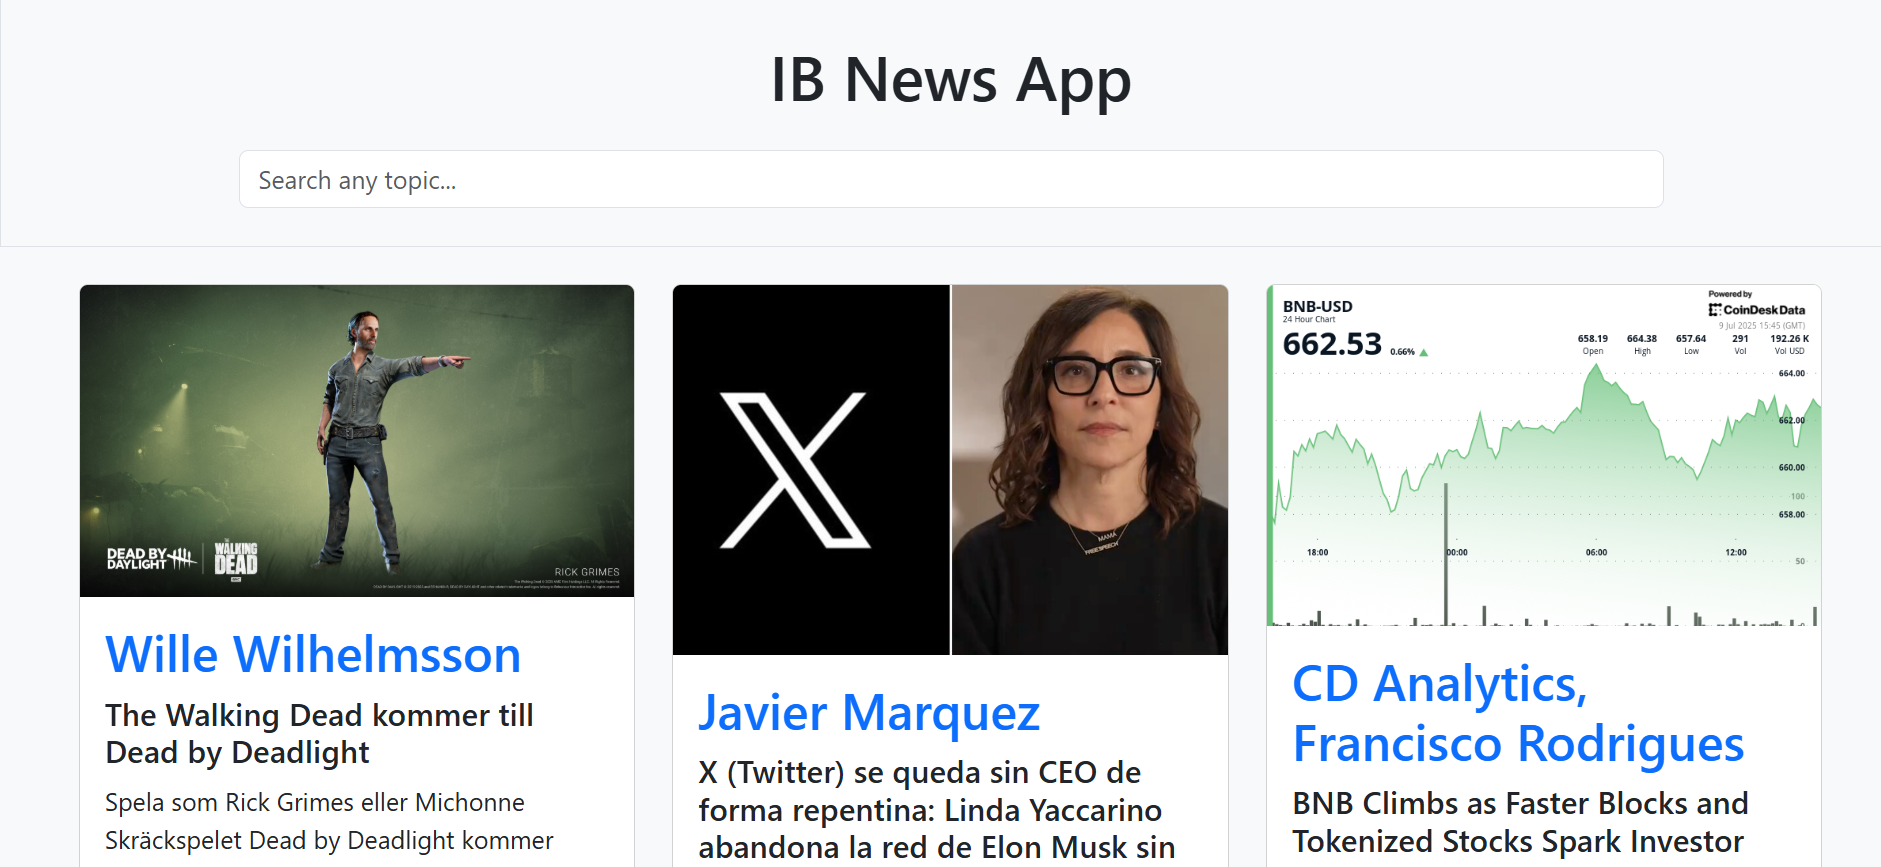 IB News App
Search any topic...
DEAD BY
DAYLIGHT
THE
WALKING
DEAD
RICK GRIMES
Wille Wilhelmsson
The Walking Dead kommer till
Dead by Deadlight
Spela som Rick Grimes eller Michonne
Skräckspelet Dead by Deadlight kommer
MAMA
FREE SPEECH
Javier Marquez
X (Twitter) se queda sin CEO de
forma repentina: Linda Yaccarino
abandona la red de Elon Musk sin
BNB-USD
24 Hour Chart
662.53 0.66%
Powered by
CoinDesk Data
9 Jul 2025 15:45 (GMT)
658.19 664.38 657.64 291 192.26 K
Open High Low Vol Vol USD
664.00
662.00
660.00
100
658.00
18:00 00:00 06:00 12:00
50
0
CD Analytics,
Francisco Rodrigues
BNB Climbs as Faster Blocks and
Tokenized Stocks Spark Investor